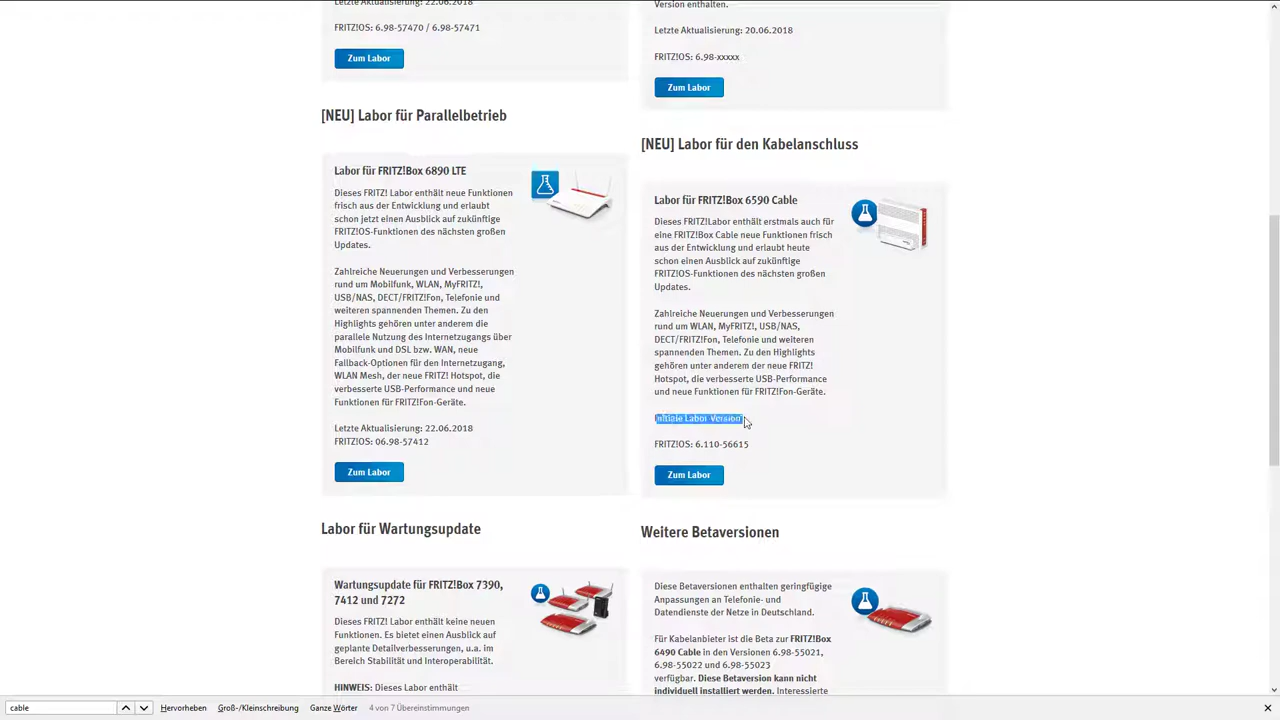 Letzte Aktualisierung: 22.06.2018
FRITZ!OS: 6.98-57470 / 6.98-57471
Zum Labor
Version enthalten.
Letzte Aktualisierung: 20.06.2018
FRITZ!OS: 6.98-xxxxx
Zum Labor
[NEU] Labor für Parallelbetrieb
Labor für FRITZ!Box 6890 LTE
Dieses FRITZ! Labor enthält neue Funktionen
frisch aus der Entwicklung und erlaubt
schon jetzt einen Ausblick auf zukünftige
FRITZ!OS-Funktionen des nächsten großen
Updates.
Zahlreiche Neuerungen und Verbesserungen
rund um Mobilfunk, WLAN, MyFRITZ!,
USB/NAS, DECT/FRITZ!Fon, Telefonie und
weiteren spannenden Themen. Zu den
Highlights gehören unter anderem die
parallele Nutzung des Internetzugangs über
Mobilfunk und DSL bzw. WAN, neue
Fallback-Optionen für den Internetzugang,
WLAN Mesh, der neue FRITZ! Hotspot, die
verbesserte USB-Performance und neue
Funktionen für FRITZ!Fon-Geräte.
Letzte Aktualisierung: 22.06.2018
FRITZ!OS: 06.98-57412
Zum Labor
[NEU] Labor für den Kabelanschluss
Labor für FRITZ!Box 6590 Cable
Dieses FRITZ!Labor enthält erstmals auch für
eine FRITZ!Box Cable neue Funktionen frisch
aus der Entwicklung und erlaubt heute
schon einen Ausblick auf zukünftige
FRITZ!OS-Funktionen des nächsten großen
Updates.
Zahlreiche Neuerungen und Verbesserungen
rund um WLAN, MyFRITZ!, USB/NAS,
DECT/FRITZ!Fon, Telefonie und weiteren
spannenden Themen. Zu den Highlights
gehören unter anderem der neue FRITZ!
Hotspot, die verbesserte USB-Performance
und neue Funktionen für FRITZ!Fon-Geräte.
Initiale Labor Version
FRITZ!OS: 6.110-56615
Zum Labor
Labor für Wartungsupdate
Wartungsupdate für FRITZ!Box 7390,
7412 und 7272
Dieses FRITZ! Labor enthält keine neuen
Funktionen. Es bietet einen Ausblick auf
geplante Detailverbesserungen, u.a. im
Bereich Stabilität und Interoperabilität.
HINWEIS: Dieses Labor enthält
Weitere Betaversionen
Diese Betaversionen enthalten geringfügige
Anpassungen an Telefonie- und
Datendienste der Netze in Deutschland.
Für Kabelanbieter ist die Beta zur FRITZ!Box
6490 Cable in den Versionen 6.98-55021,
6.98-55022 und 6.98-55023
verfügbar. Diese Betaversion kann nicht
individuell installiert werden. Interessierte
cable
Hervorheben
Groß-/Kleinschreibung
Ganze Wörter
4 von 7 Übereinstimmungen